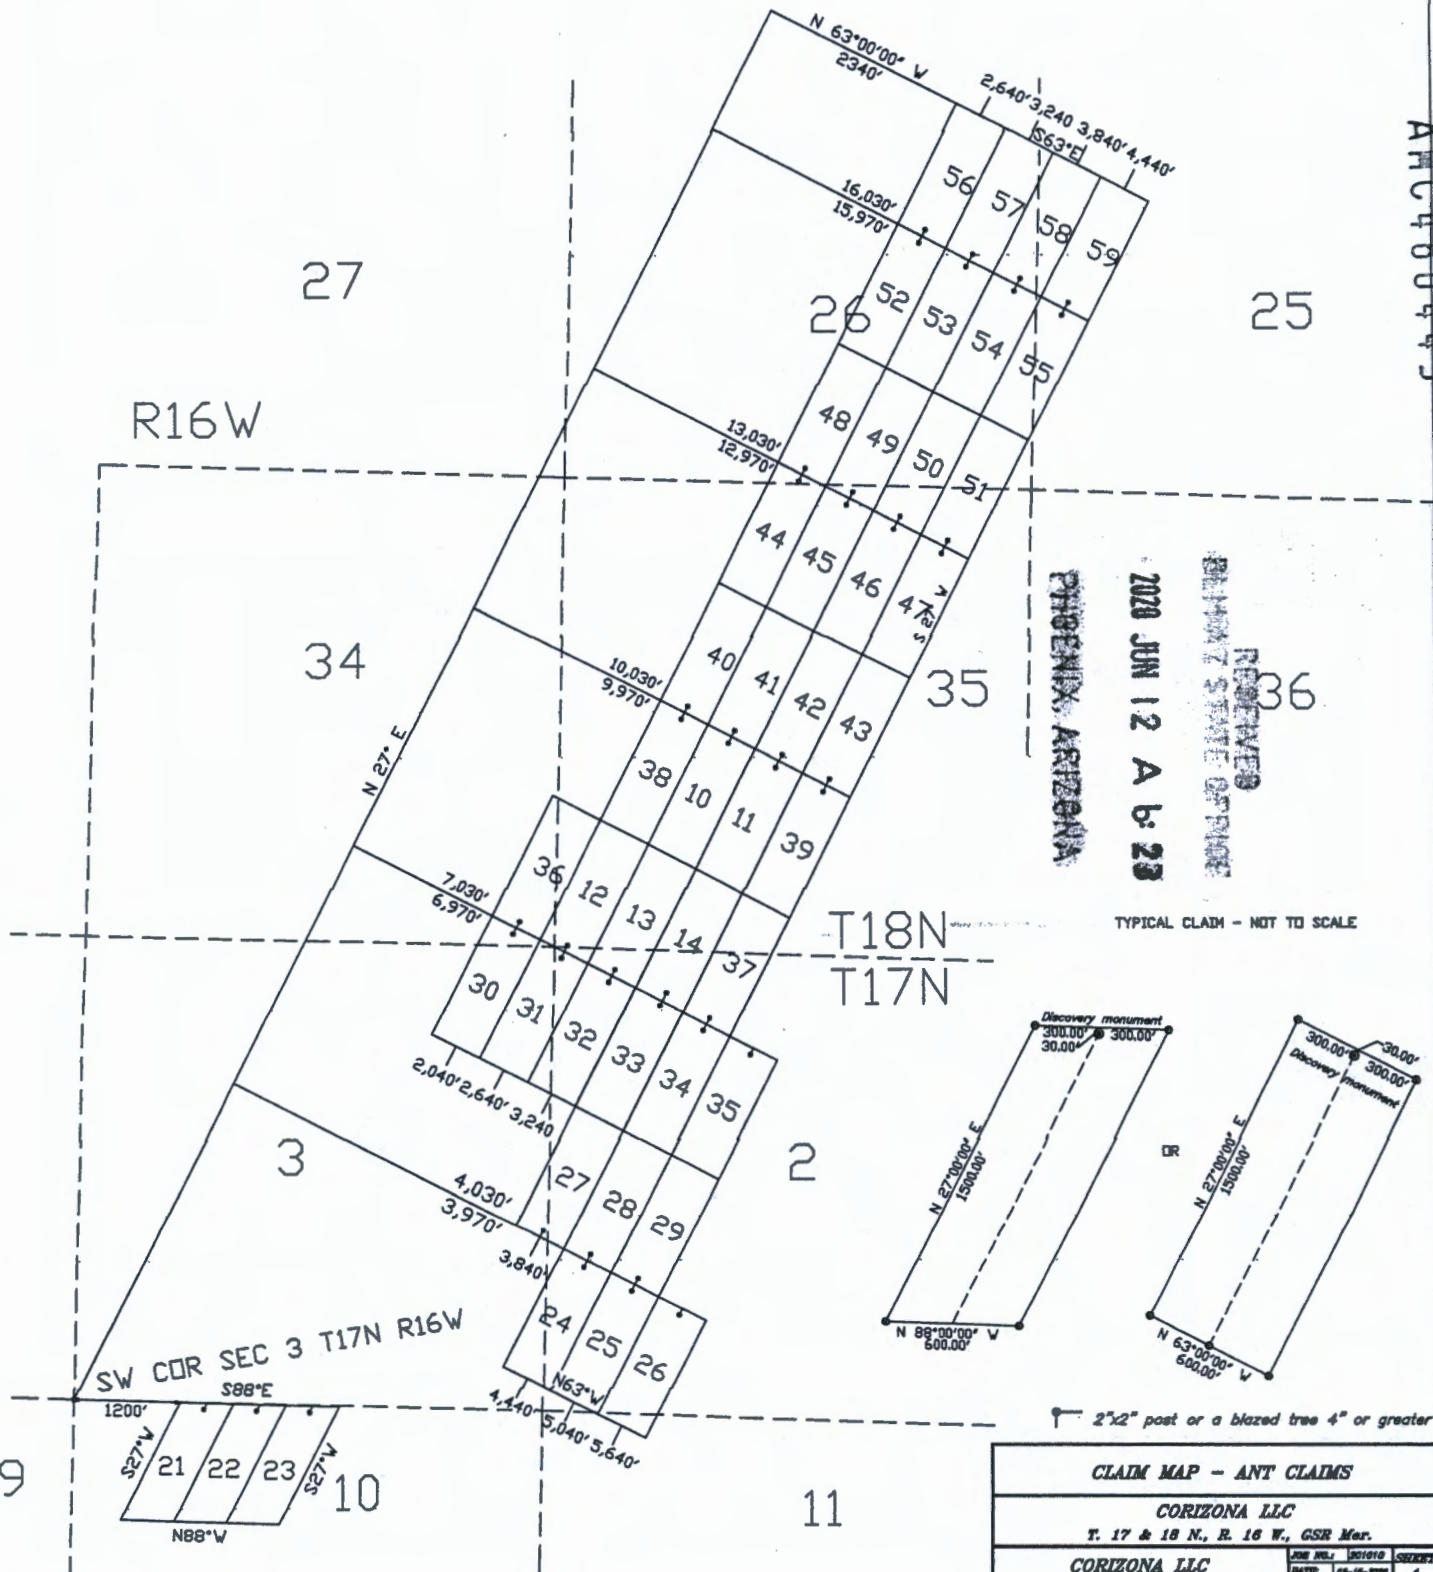 N 63°00'00" W
2340'
2,640' 3,240 3,840' 4,440'
S63°E
56
57
58
59
16,030'
15,970'
27
52
53
54
55
26
25
R16W
48
49
50
51
13,030'
12,970'
44
45
46
47
34
40
41
42
43
10,030'
9,970'
35
36
RECEIVED
2020 JUN 12 A 6: 23
PHOENIX, ARIZONA
N 27° E
38
10
11
39
36
12
13
14
37
7,030'
6,970'
T18N
T17N
TYPICAL CLAIM - NOT TO SCALE
30
31
32
33
34
35
2,040' 2,640' 3,240
3
2
27
28
29
4,030'
3,970'
3,840'
24
25
26
N63°W
4,440' 5,040' 5,640'
Discovery monument
300.00' 300.00'
30.00'
N 27°00'00" E
1500.00'
N 88°00'00" W
600.00'
OR
300.00' 30.00'
300.00'
Discovery monument
N 27°00'00" E
1500.00'
N 63°00'00" W
600.00'
SW COR SEC 3 T17N R16W
S88°E
1200'
S27°W
21
22
23
S27°W
N88°W
9
10
11
2"x2" post or a blazed tree 4" or greater
CLAIM MAP - ANT CLAIMS
CORIZONA LLC
T. 17 & 18 N., R. 16 W., GSR Mer.
CORIZONA LLC
JOB NO.: 201010 SHEET